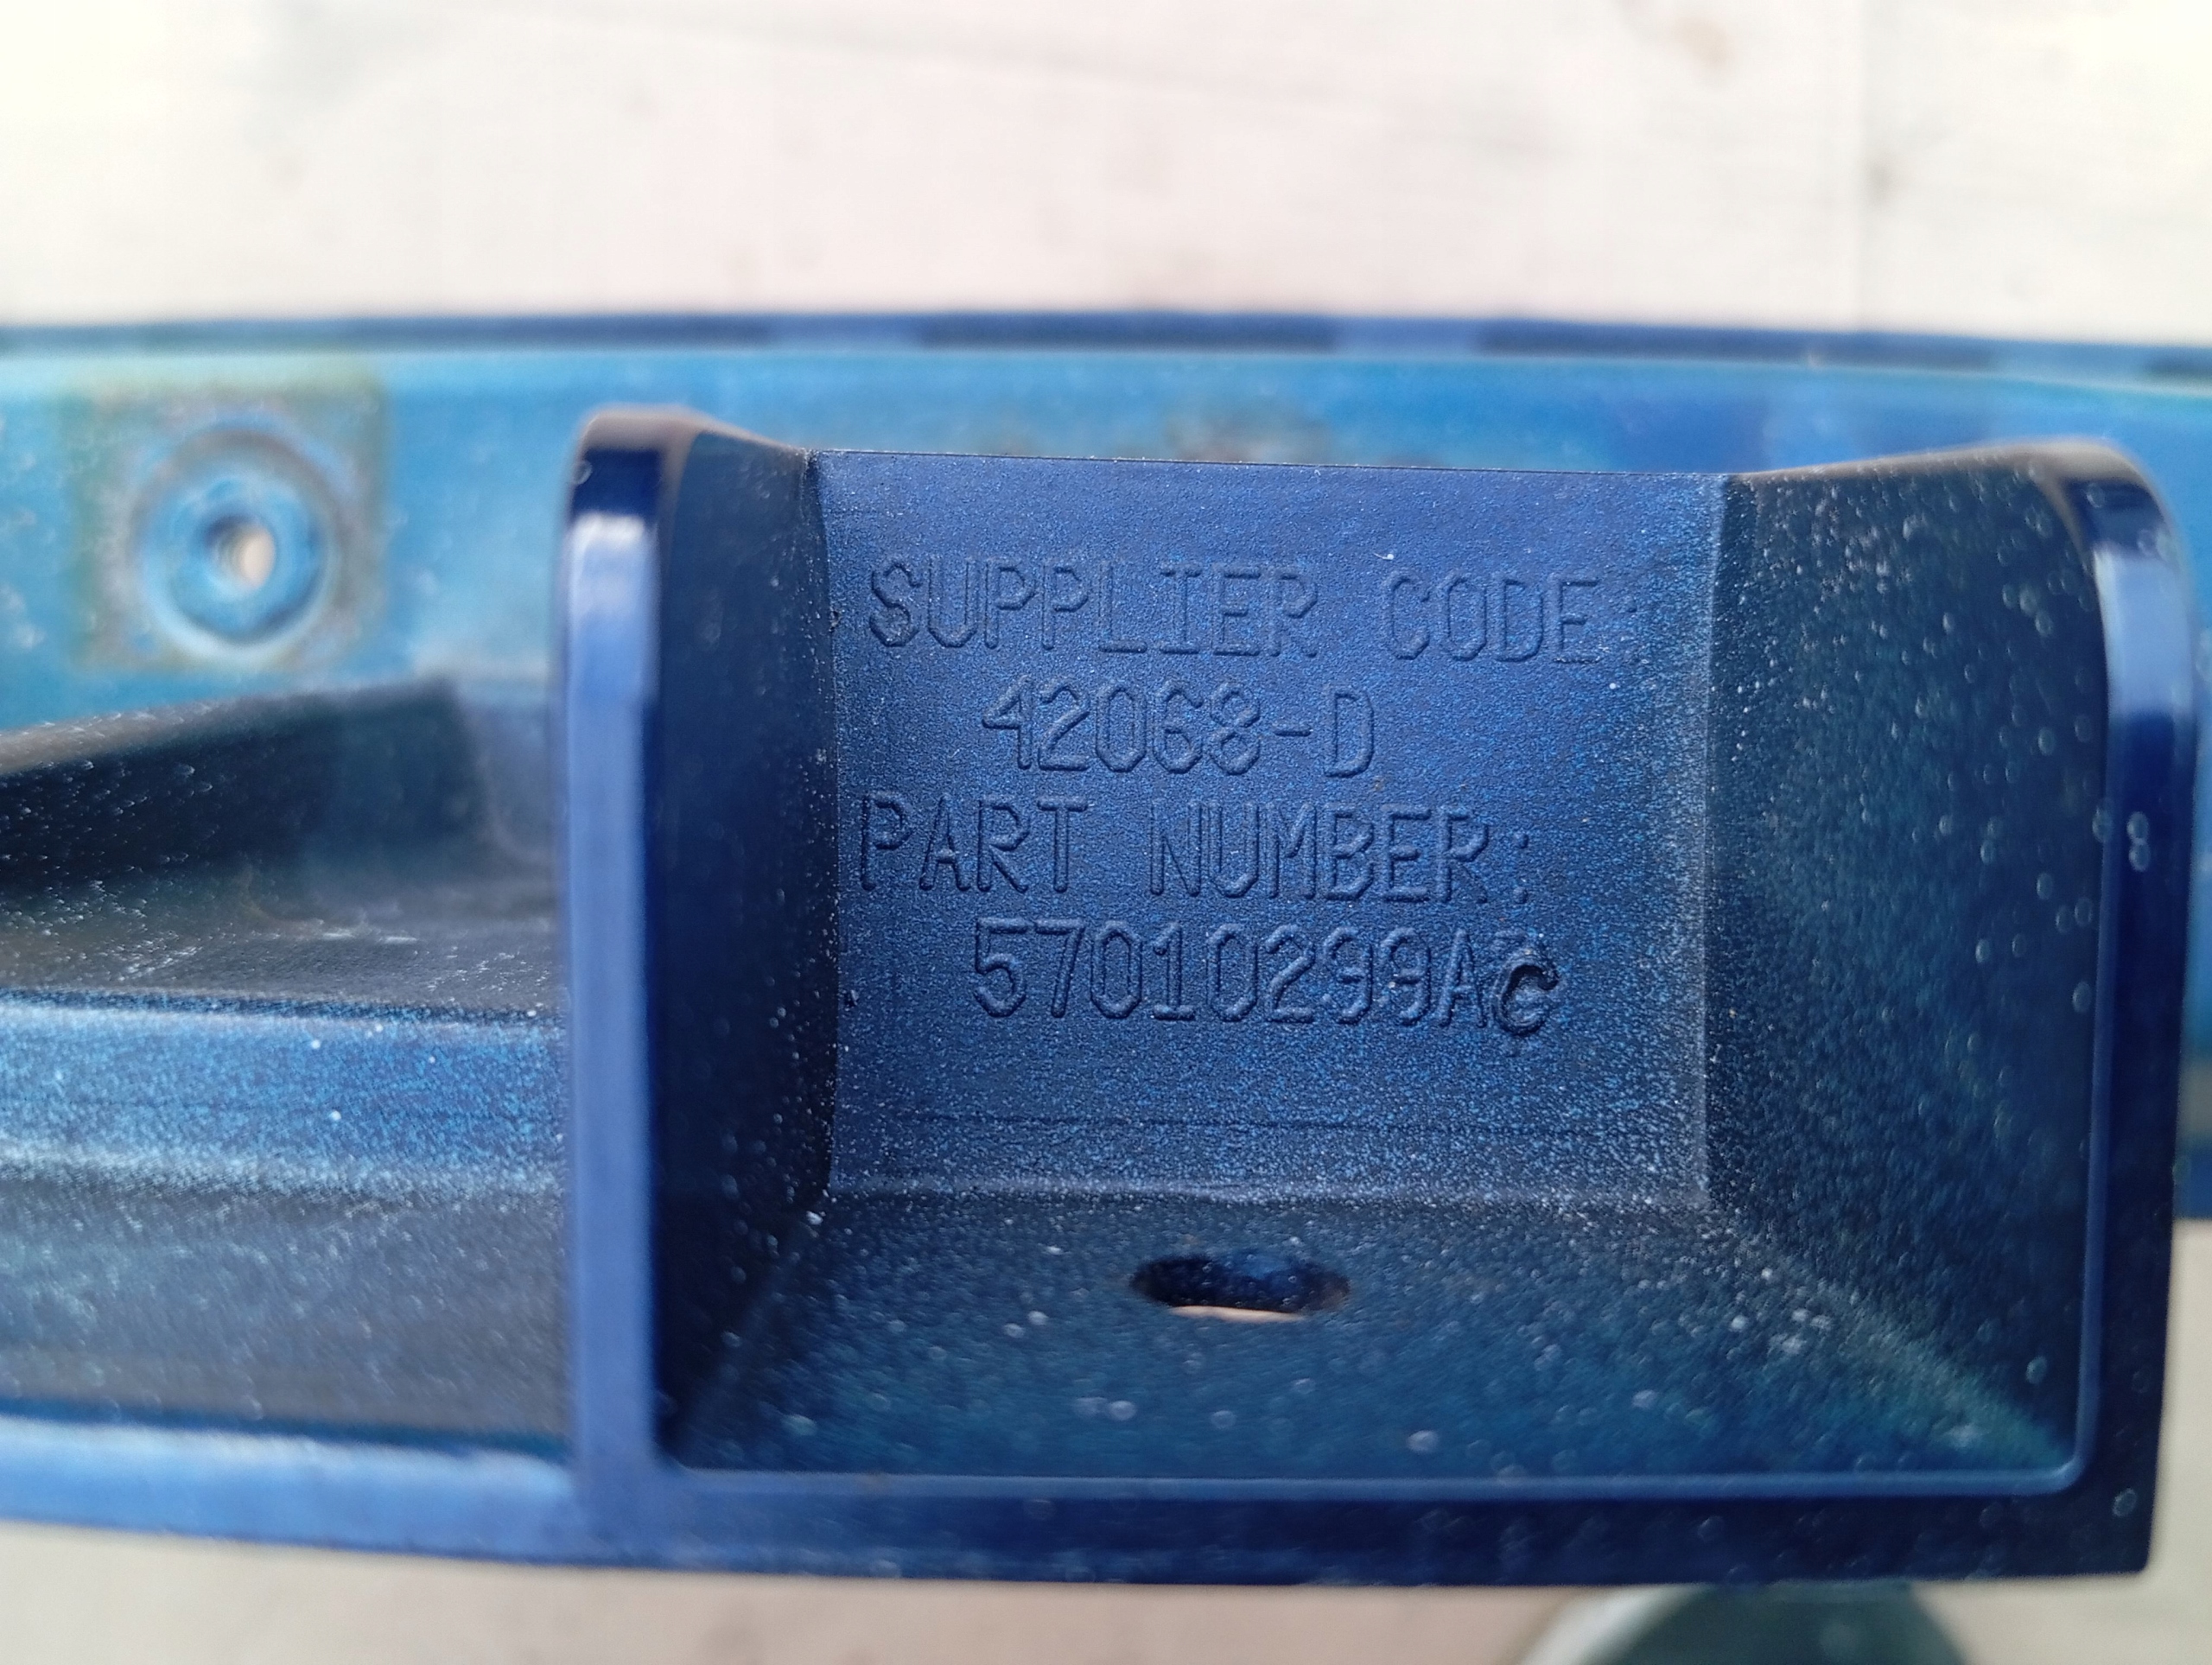 SUPPLIER CODE:
42068-D
PART NUMBER:
57010299AC